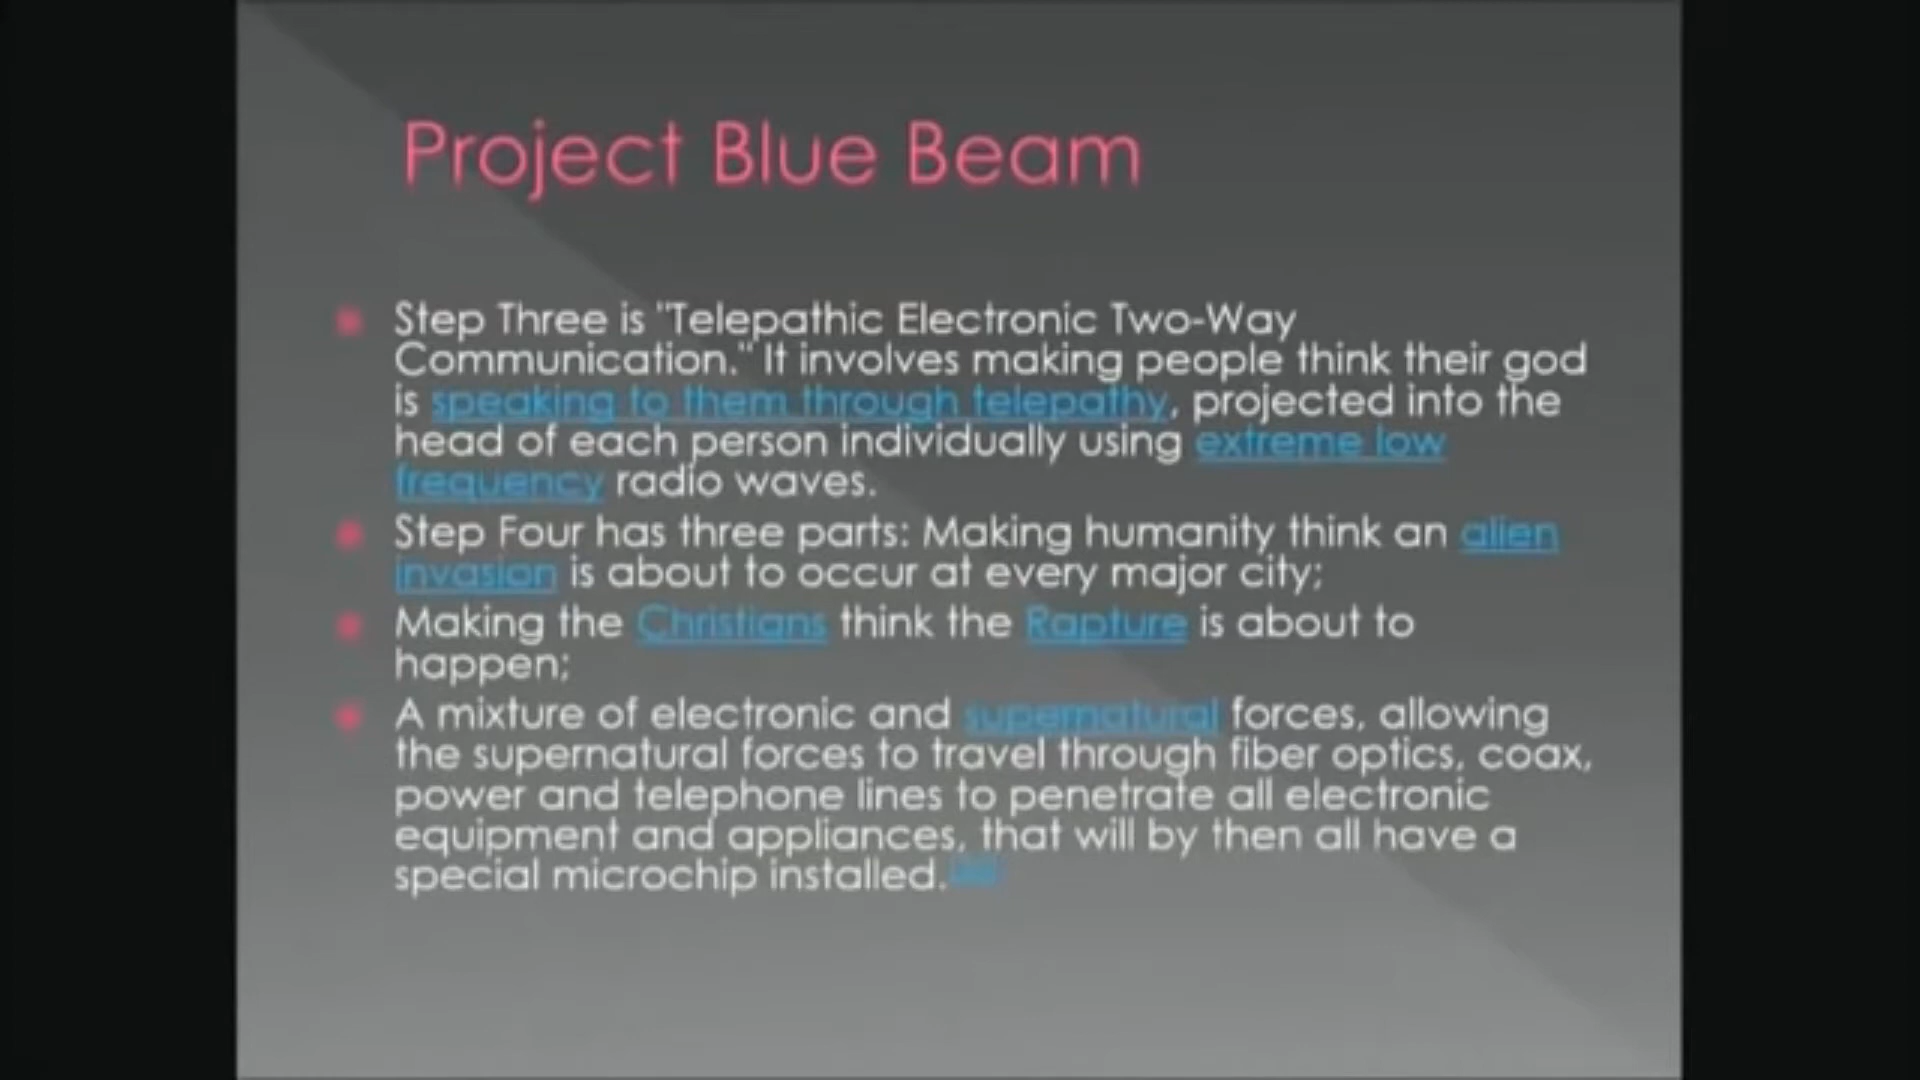 Project Blue Beam
Step Three is "Telepathic Electronic Two-Way
Communication." It involves making people think their god
is speaking to them through telepathy, projected into the
head of each person individually using extreme low
frequency radio waves.
Step Four has three parts: Making humanity think an alien
invasion is about to occur at every major city;
Making the Christians think the Rapture is about to
happen;
A mixture of electronic and supernatural forces, allowing
the supernatural forces to travel through fiber optics, coax,
power and telephone lines to penetrate all electronic
equipment and appliances, that will by then all have a
special microchip installed.